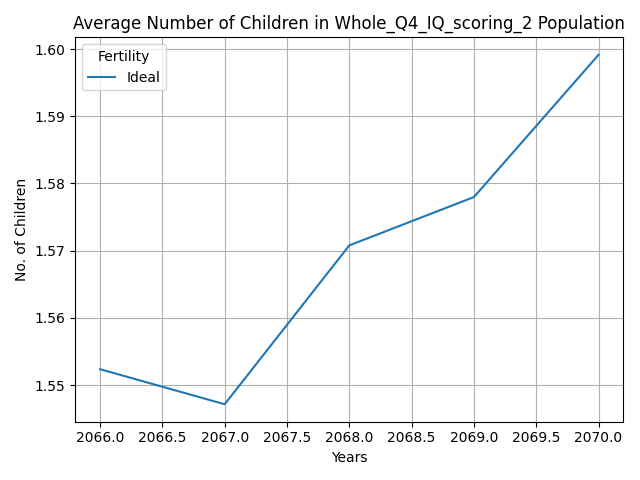 Average Number of Children in Whole_Q4_IQ_scoring_2 Population
Fertility
Ideal
No. of Children
1.60
1.59
1.58
1.57
1.56
1.55
2066.0 2066.5 2067.0 2067.5 2068.0 2068.5 2069.0 2069.5 2070.0
Years